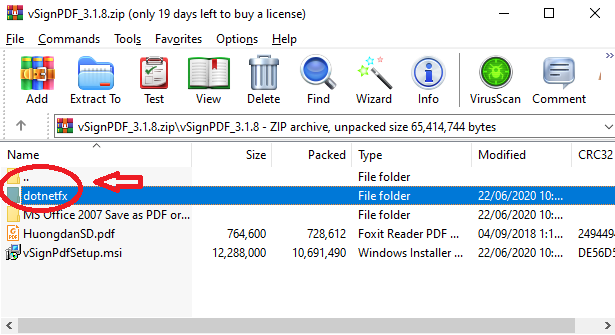 vSignPDF_3.1.8.zip (only 19 days left to buy a license)
File Commands Tools Favorites Options Help
Add Extract To Test View Delete Find Wizard Info VirusScan Comment
vSignPDF_3.1.8.zip\vSignPDF_3.1.8 - ZIP archive, unpacked size 65,414,744 bytes
Name Size Packed Type Modified CRC32
.. File folder
dotnetfx File folder 22/06/2020 10:...
MS Office 2007 Save as PDF or... File folder 22/06/2020 10:...
HuongdanSD.pdf 764,600 728,612 Foxit Reader PDF ... 04/09/2018 1:1... 249449
vSignPdfSetup.msi 12,288,000 10,691,490 Windows Installer ... 22/06/2020 10:... DE56D5